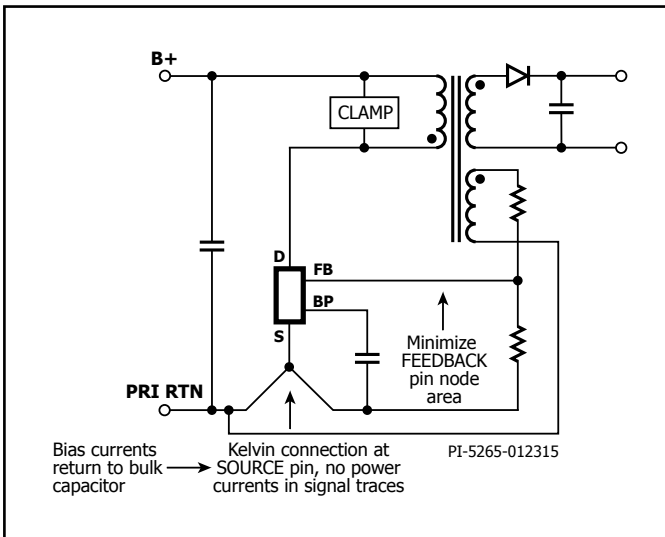 B+
CLAMP
D
FB
BP
S
Minimize
FEEDBACK
pin node
area
PRI RTN
PI-5265-012315
Bias currents
return to bulk
capacitor
Kelvin connection at
SOURCE pin, no power
currents in signal traces